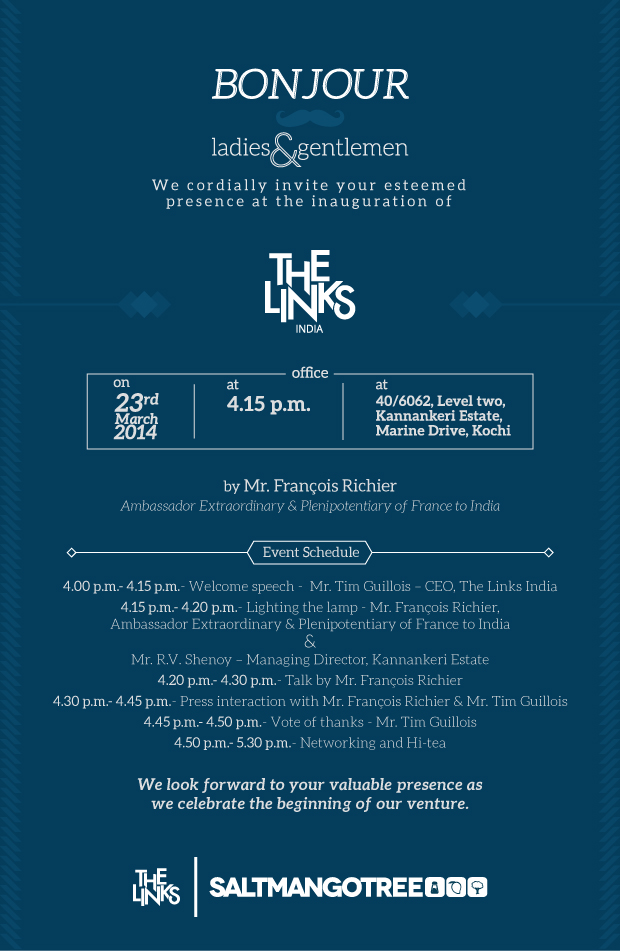 BONJOUR
ladies&gentlemen
We cordially invite your esteemed
presence at the inauguration of
THE
LINKS
INDIA
office
on
23rd
March
2014
at
4.15 p.m.
at
40/6062, Level two,
Kannankeri Estate,
Marine Drive, Kochi
by Mr. François Richier
Ambassador Extraordinary & Plenipotentiary of France to India
Event Schedule
4.00 p.m.- 4.15 p.m.- Welcome speech - Mr. Tim Guillois – CEO, The Links India
4.15 p.m.- 4.20 p.m.- Lighting the lamp - Mr. François Richier,
Ambassador Extraordinary & Plenipotentiary of France to India
&
Mr. R.V. Shenoy – Managing Director, Kannankeri Estate
4.20 p.m.- 4.30 p.m.- Talk by Mr. François Richier
4.30 p.m.- 4.45 p.m.- Press interaction with Mr. François Richier & Mr. Tim Guillois
4.45 p.m.- 4.50 p.m.- Vote of thanks - Mr. Tim Guillois
4.50 p.m.- 5.30 p.m.- Networking and Hi-tea
We look forward to your valuable presence as
we celebrate the beginning of our venture.
THE
LINKS
SALTMANGOTREE